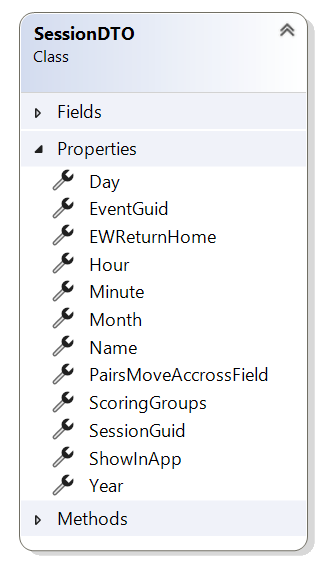 SessionDTO
Class
Fields
Properties
Day
EventGuid
EWReturnHome
Hour
Minute
Month
Name
PairsMoveAccrossField
ScoringGroups
SessionGuid
ShowInApp
Year
Methods